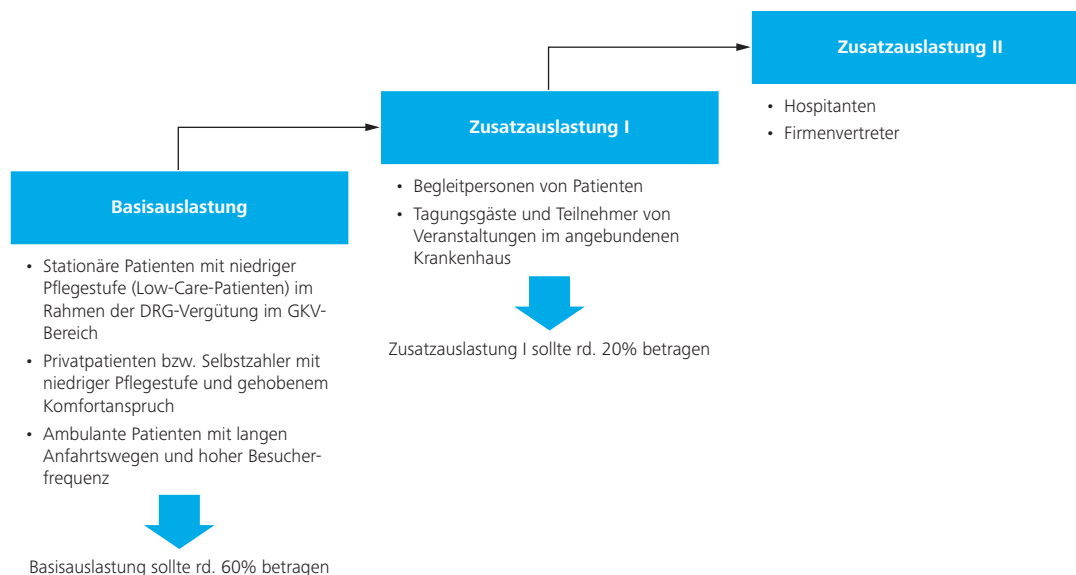 Zusatzauslastung II
• Hospitanten
• Firmenvertreter
Zusatzauslastung I
• Begleitpersonen von Patienten
• Tagungsgäste und Teilnehmer von
Veranstaltungen im angebundenen
Krankenhaus
Zusatzauslastung I sollte rd. 20% betragen
Basisauslastung
• Stationäre Patienten mit niedriger
Pflegestufe (Low-Care-Patienten) im
Rahmen der DRG-Vergütung im GKV-
Bereich
• Privatpatienten bzw. Selbstzahler mit
niedriger Pflegestufe und gehobenem
Komfortanspruch
• Ambulante Patienten mit langen
Anfahrtswegen und hoher Besucher-
frequenz
Basisauslastung sollte rd. 60% betragen